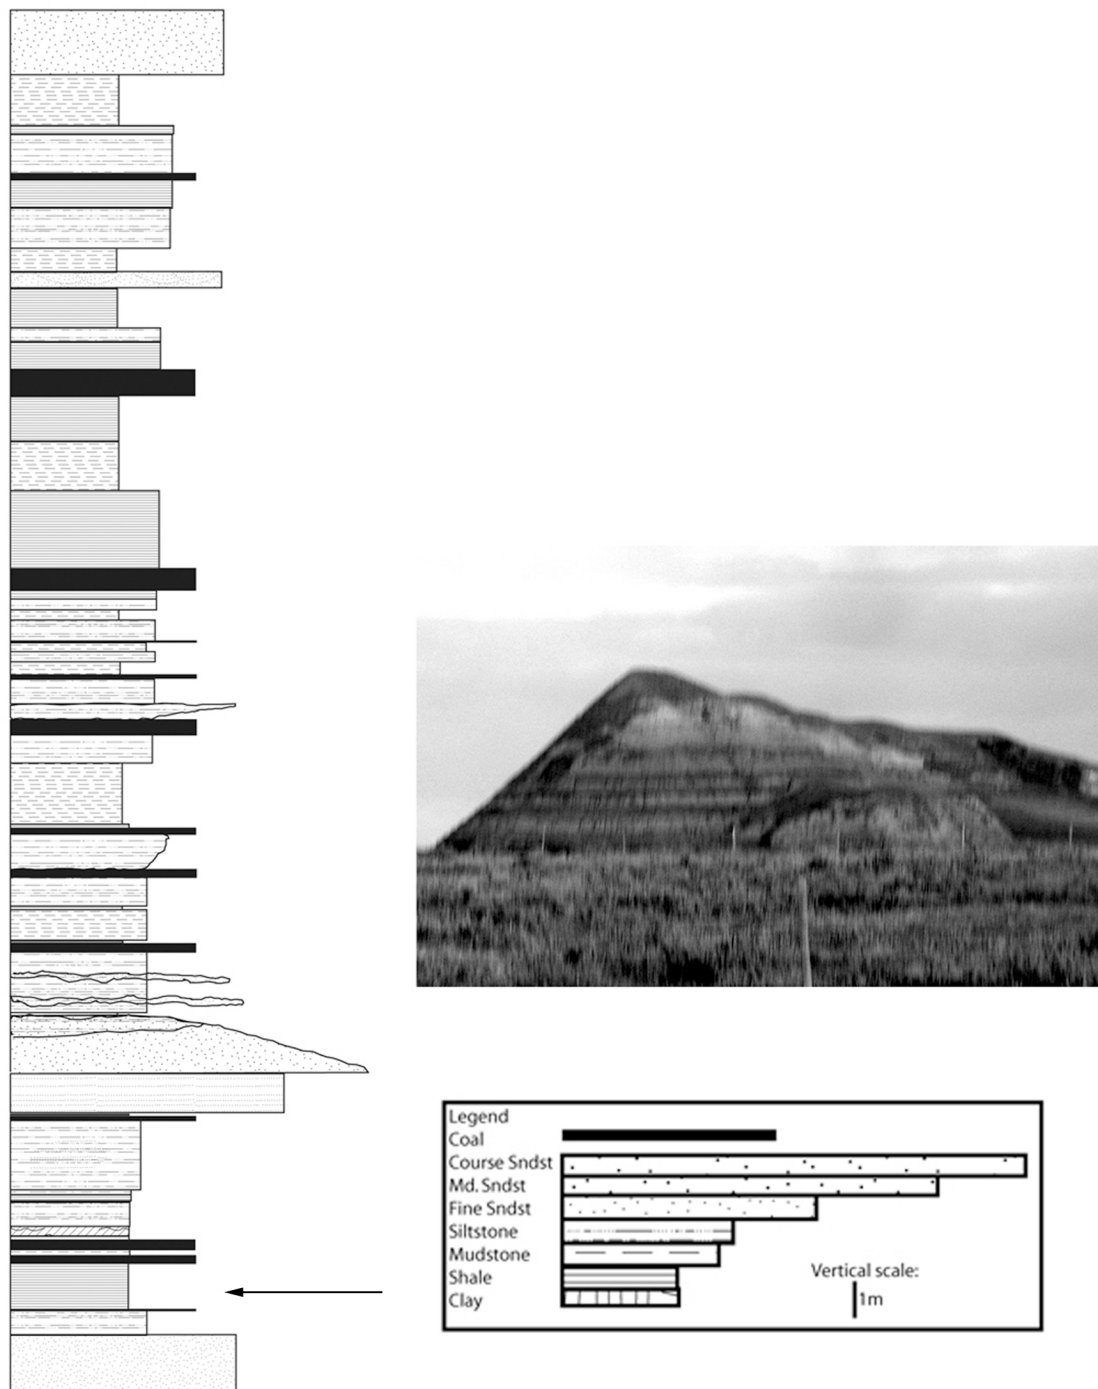 Legend
Coal
Course Sndst
Md. Sndst
Fine Sndst
Siltstone
Mudstone
Shale
Clay
Vertical scale:
1m